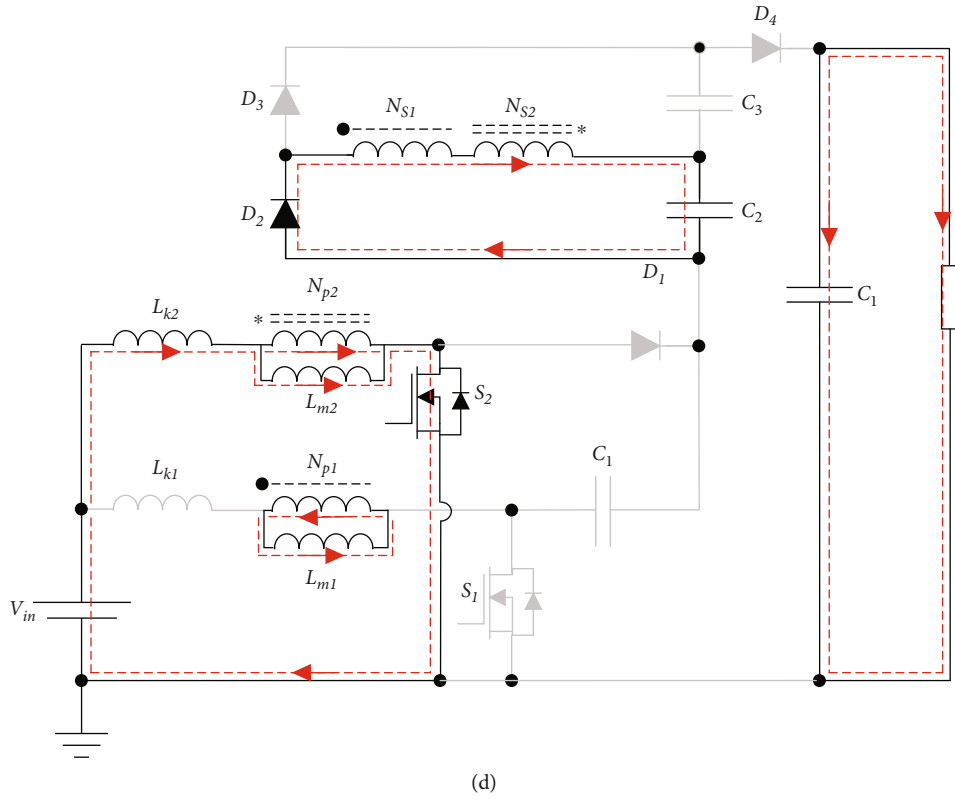 D4
D3
NS1
NS2
*
C3
D2
C2
D1
Np2
Lk2
*
C1
Lm2
S2
Lk1
Np1
C1
Lm1
S1
Vin
(d)